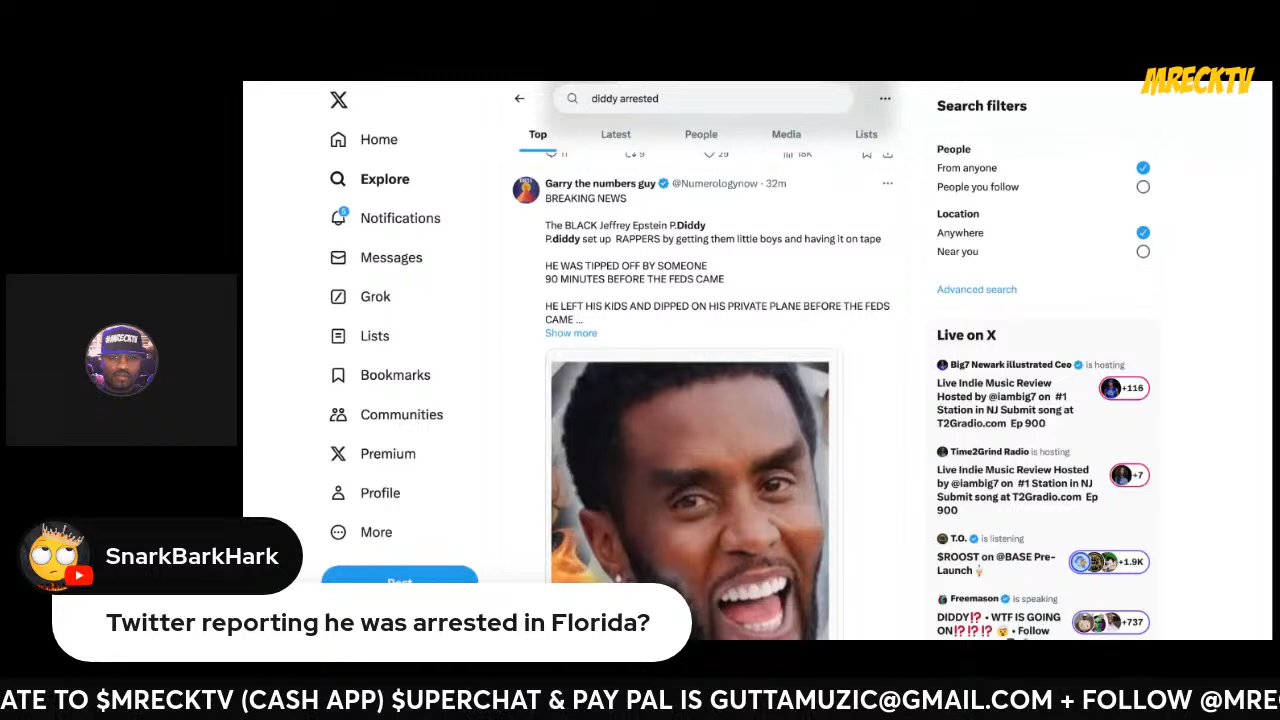 MRECKTV
diddy arrested
Top
Latest
People
Media
Lists
11
9
29
18K
Home
Explore
5
Notifications
Messages
Grok
Lists
Bookmarks
Communities
Premium
Profile
More
Post
Garry the numbers guy @Numerologynow · 32m
BREAKING NEWS
The BLACK Jeffrey Epstein P.Diddy
P.diddy set up RAPPERS by getting them little boys and having it on tape
HE WAS TIPPED OFF BY SOMEONE
90 MINUTES BEFORE THE FEDS CAME
HE LEFT HIS KIDS AND DIPPED ON HIS PRIVATE PLANE BEFORE THE FEDS
CAME ...
Show more
Search filters
People
From anyone
People you follow
Location
Anywhere
Near you
Advanced search
Live on X
Big7 Newark illustrated Ceo is hosting
Live Indie Music Review
Hosted by @iambig7 on #1
Station in NJ Submit song at
T2Gradio.com Ep 900
+116
Time2Grind Radio is hosting
Live Indie Music Review Hosted
by @iambig7 on #1 Station in NJ
Submit song at T2Gradio.com Ep
900
+7
T.O. is listening
$ROOST on @BASE Pre-
Launch
+1.9K
Freemason is speaking
DIDDY⁉️ • WTF IS GOING
ON⁉️⁉️⁉️ 🤯 • Follow
+737
#MRECKTV
SnarkBarkHark
Twitter reporting he was arrested in Florida?
ATE TO $MRECKTV (CASH APP) $UPERCHAT & PAY PAL IS GUTTAMUZIC@GMAIL.COM + FOLLOW @MREC